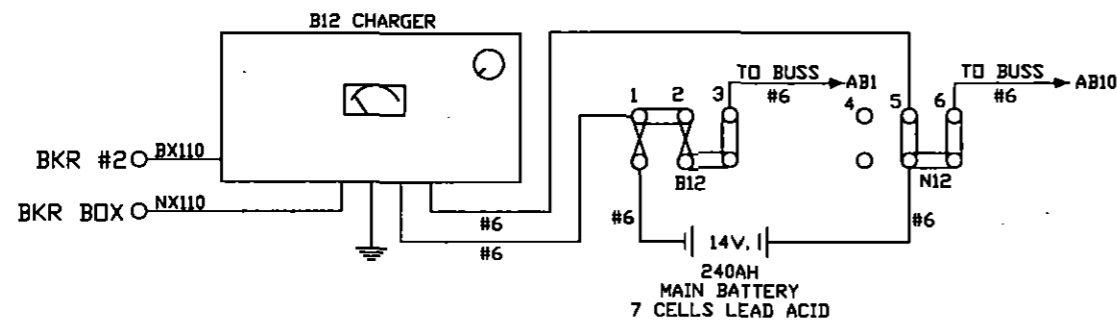 B12 CHARGER
TO BUSS
AB1
#6
TO BUSS
AB10
#6
1
2
3
4
5
6
BKR #2
BX110
B12
N12
BKR BOX
NX110
#6
#6
#6
#6
14V,
240AH
MAIN BATTERY
7 CELLS LEAD ACID